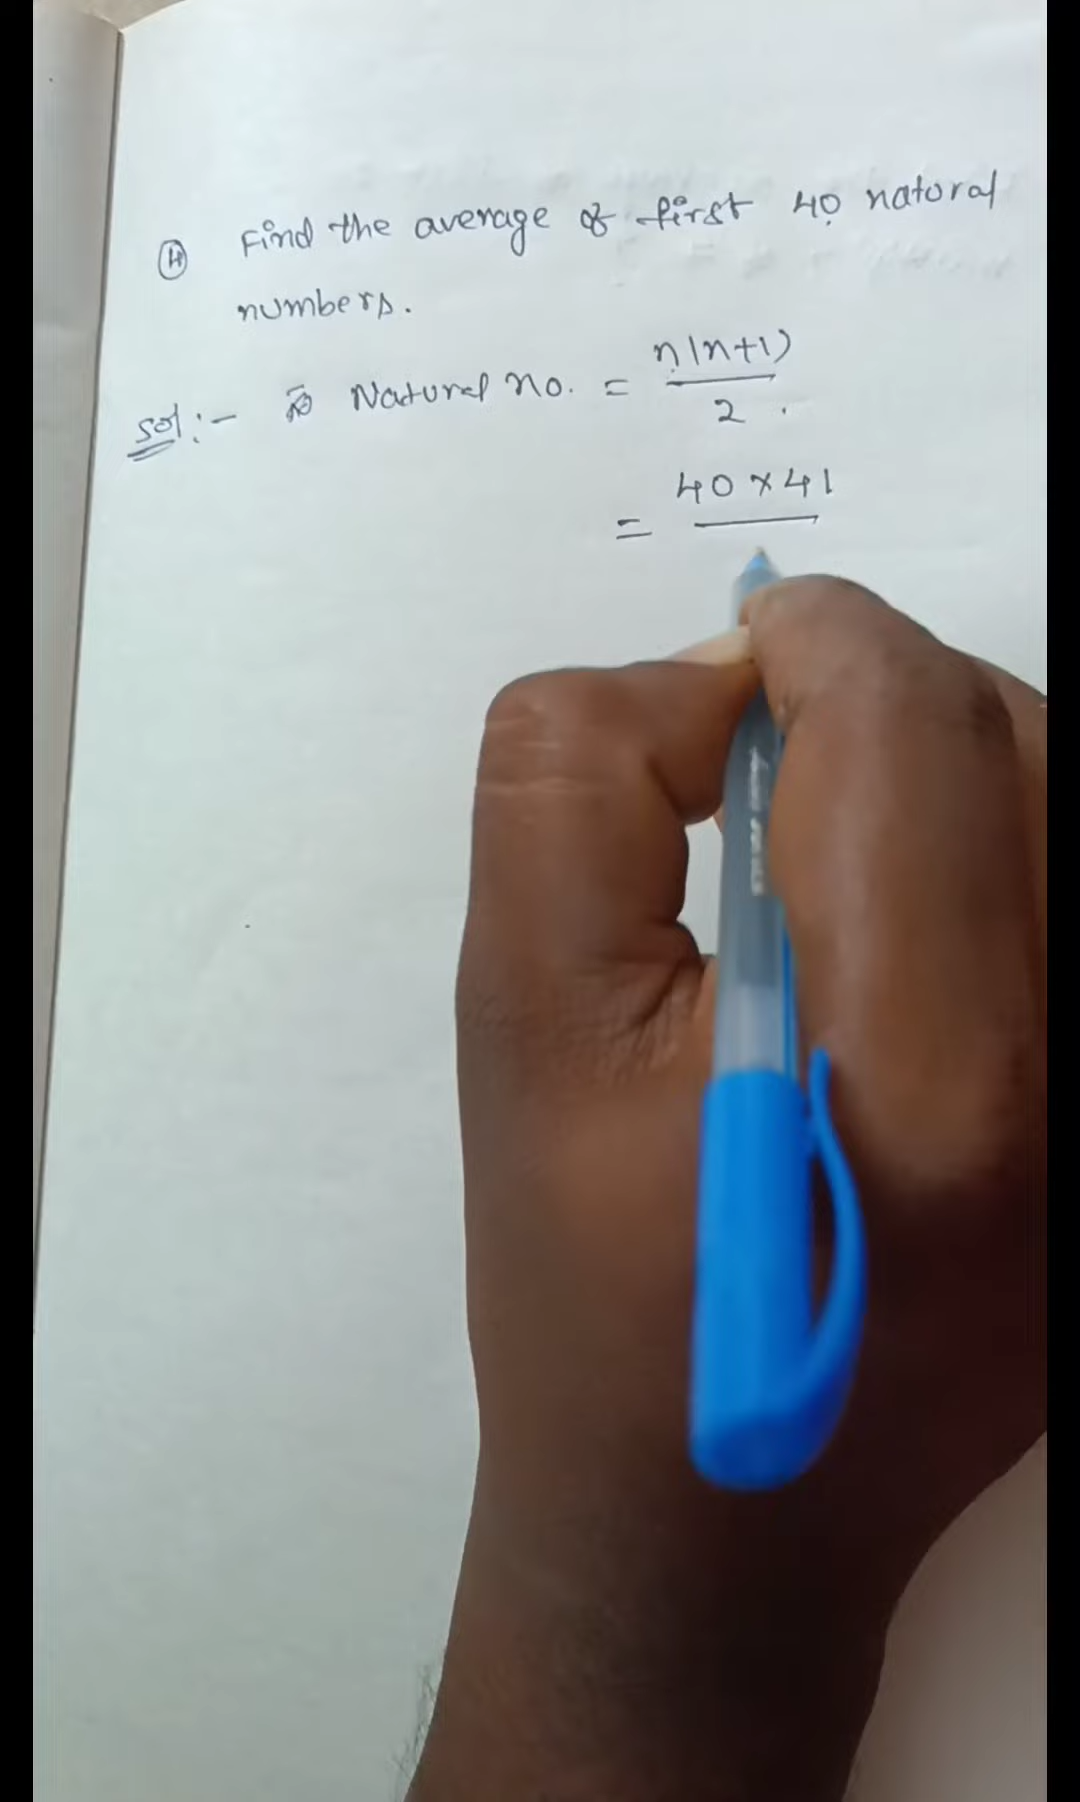 ④ Find the average of first 40 natural
numbers.
Sol:- Natural no. = n(n+1)
2
= 40 × 41